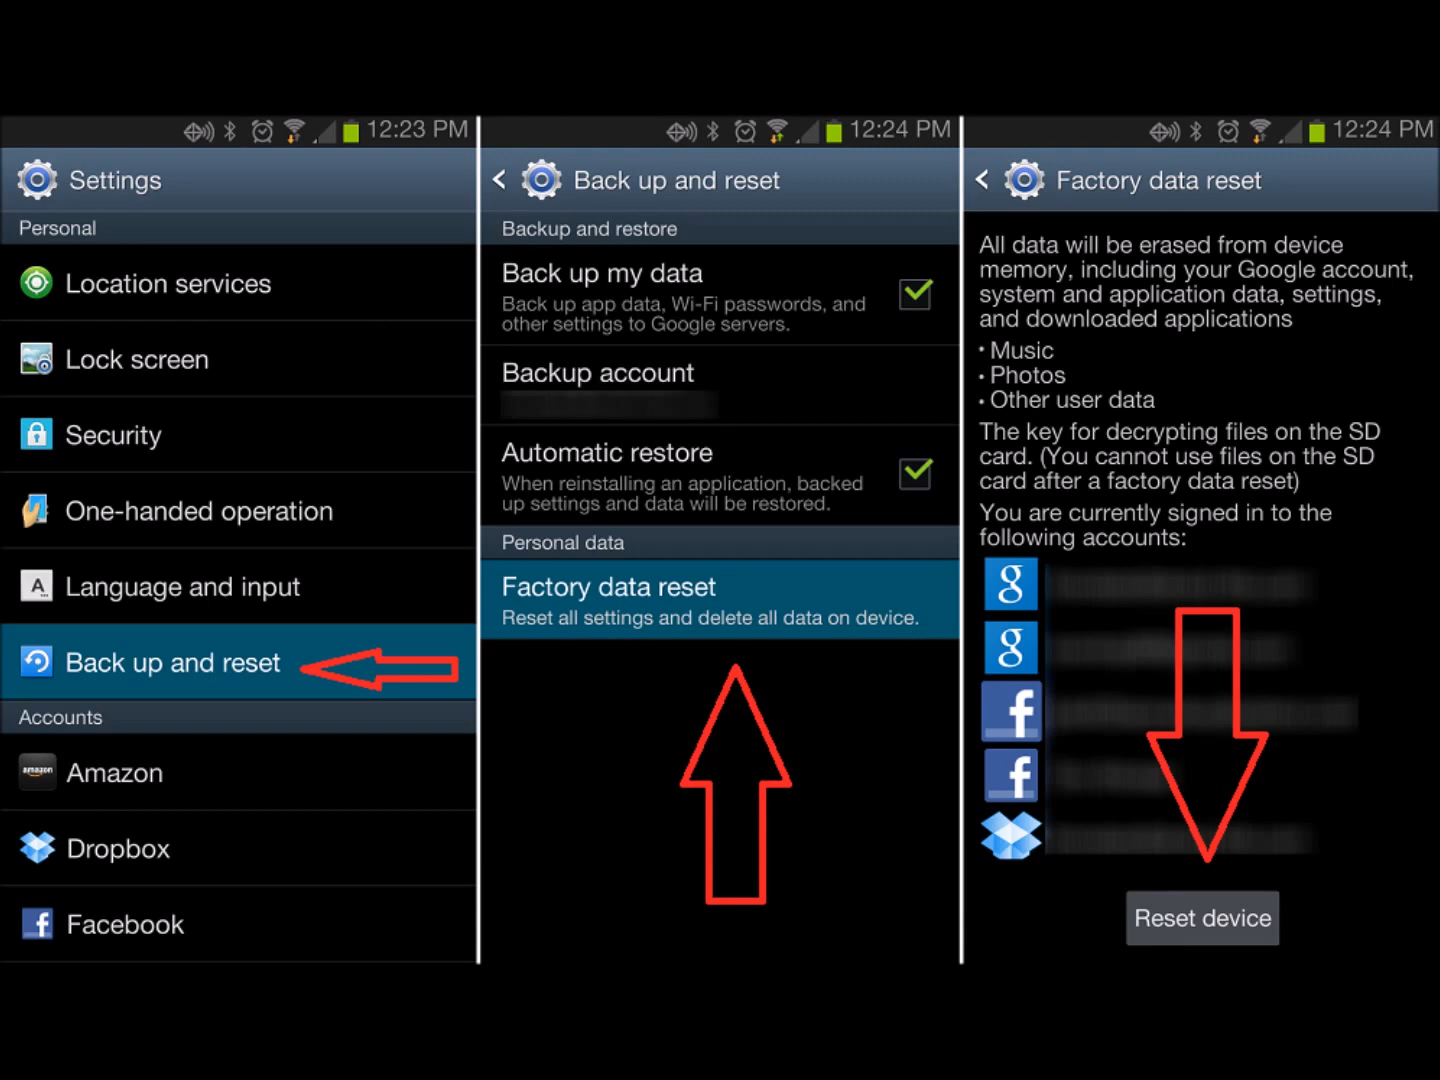 12:23 PM
Settings
Personal
Location services
Lock screen
Security
One-handed operation
A
Language and input
Back up and reset
Accounts
amazon
Amazon
Dropbox
f
Facebook
12:24 PM
Back up and reset
Backup and restore
Back up my data
Back up app data, Wi-Fi passwords, and
other settings to Google servers.
Backup account
Automatic restore
When reinstalling an application, backed
up settings and data will be restored.
Personal data
Factory data reset
Reset all settings and delete all data on device.
12:24 PM
Factory data reset
All data will be erased from device
memory, including your Google account,
system and application data, settings,
and downloaded applications
• Music
• Photos
• Other user data
The key for decrypting files on the SD
card. (You cannot use files on the SD
card after a factory data reset)
You are currently signed in to the
following accounts:
g
g
f
f
Reset device